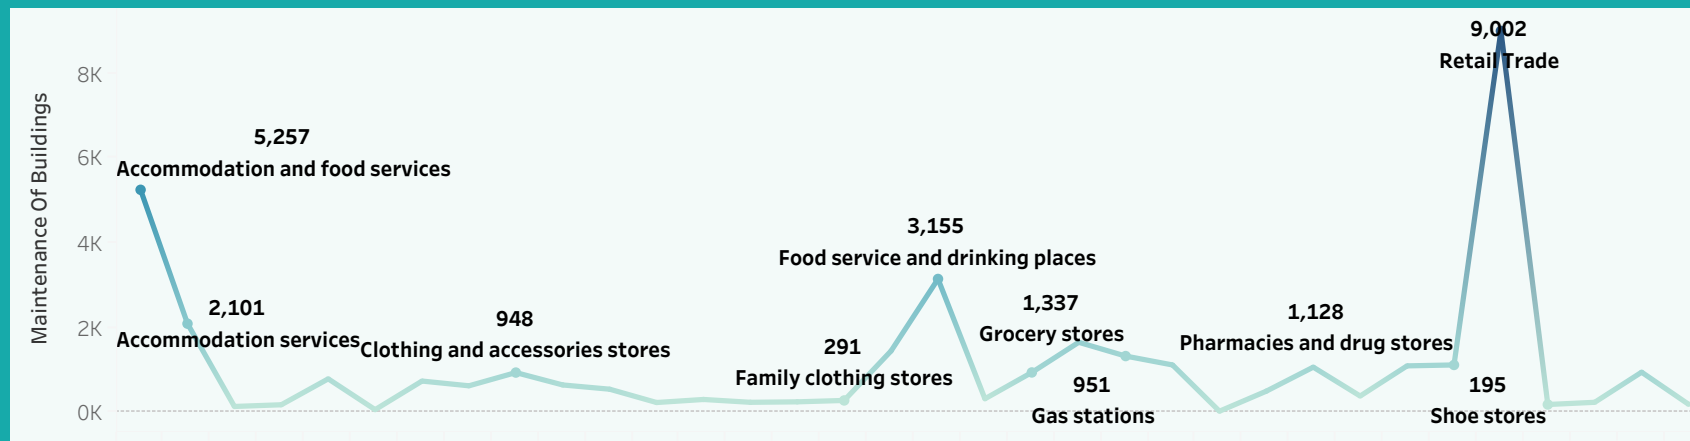 9,002
Retail Trade
8K
Maintenance Of Buildings
5,257
6K
Accommodation and food services
3,155
4K
Food service and drinking places
2,101
1,337
948
1,128
2K
Accommodation services
Clothing and accessories stores
Grocery stores
Pharmacies and drug stores
291
Family clothing stores
951
195
0K
Gas stations
Shoe stores